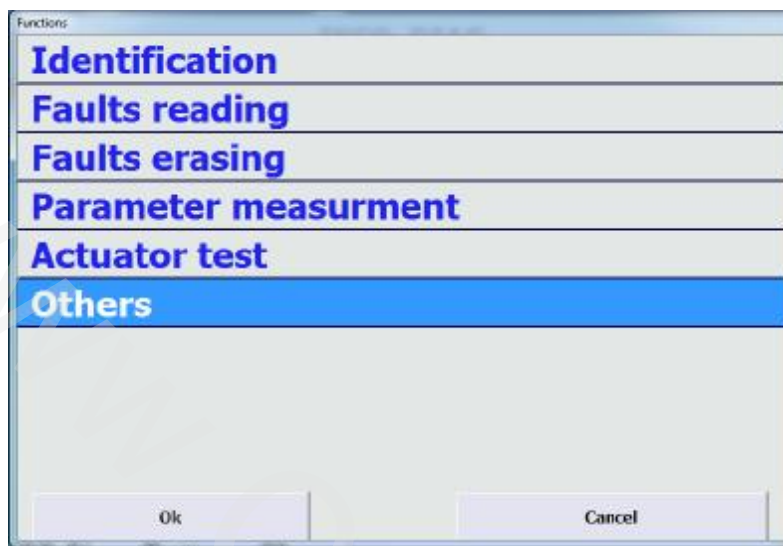 Functions
Identification
Faults reading
Faults erasing
Parameter measurment
Actuator test
Others
Ok Cancel